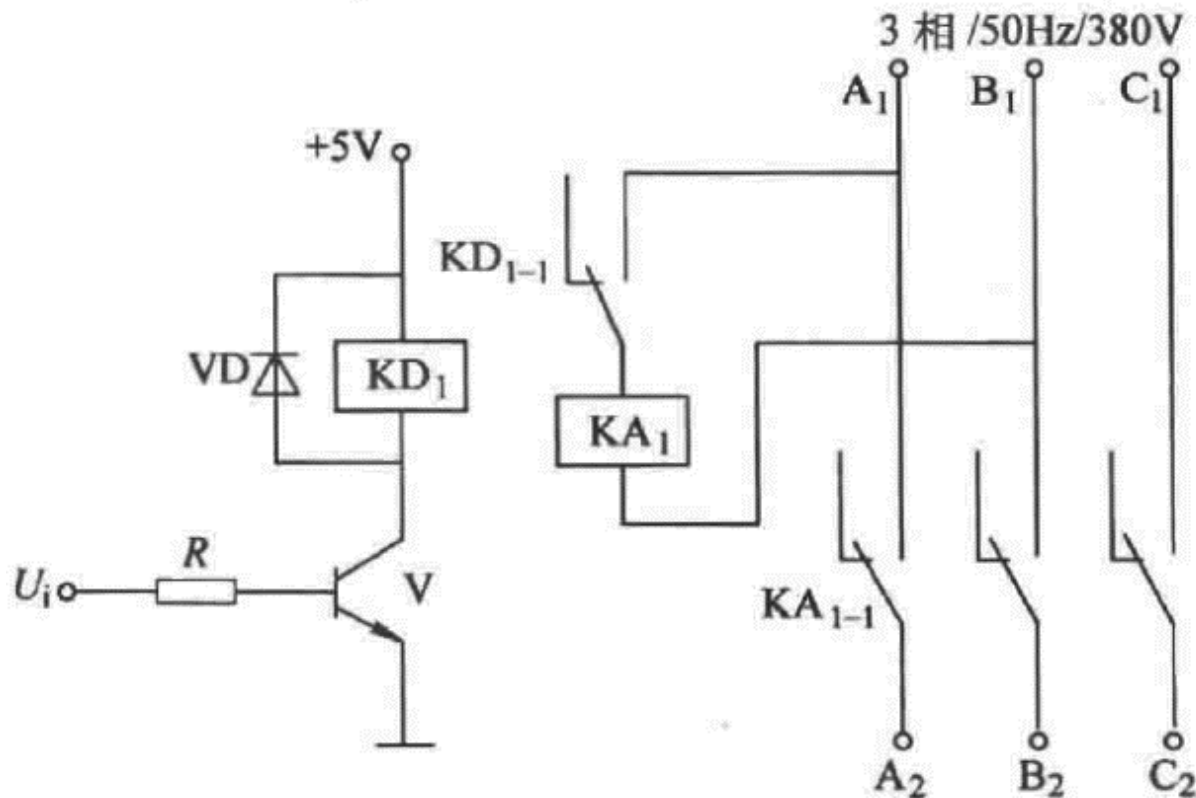 3 相 /50Hz/380V
A₁
B₁
C₁
+5V
KD₁₋₁
VD
KD₁
KA₁
R
Uᵢ
V
KA₁₋₁
A₂
B₂
C₂